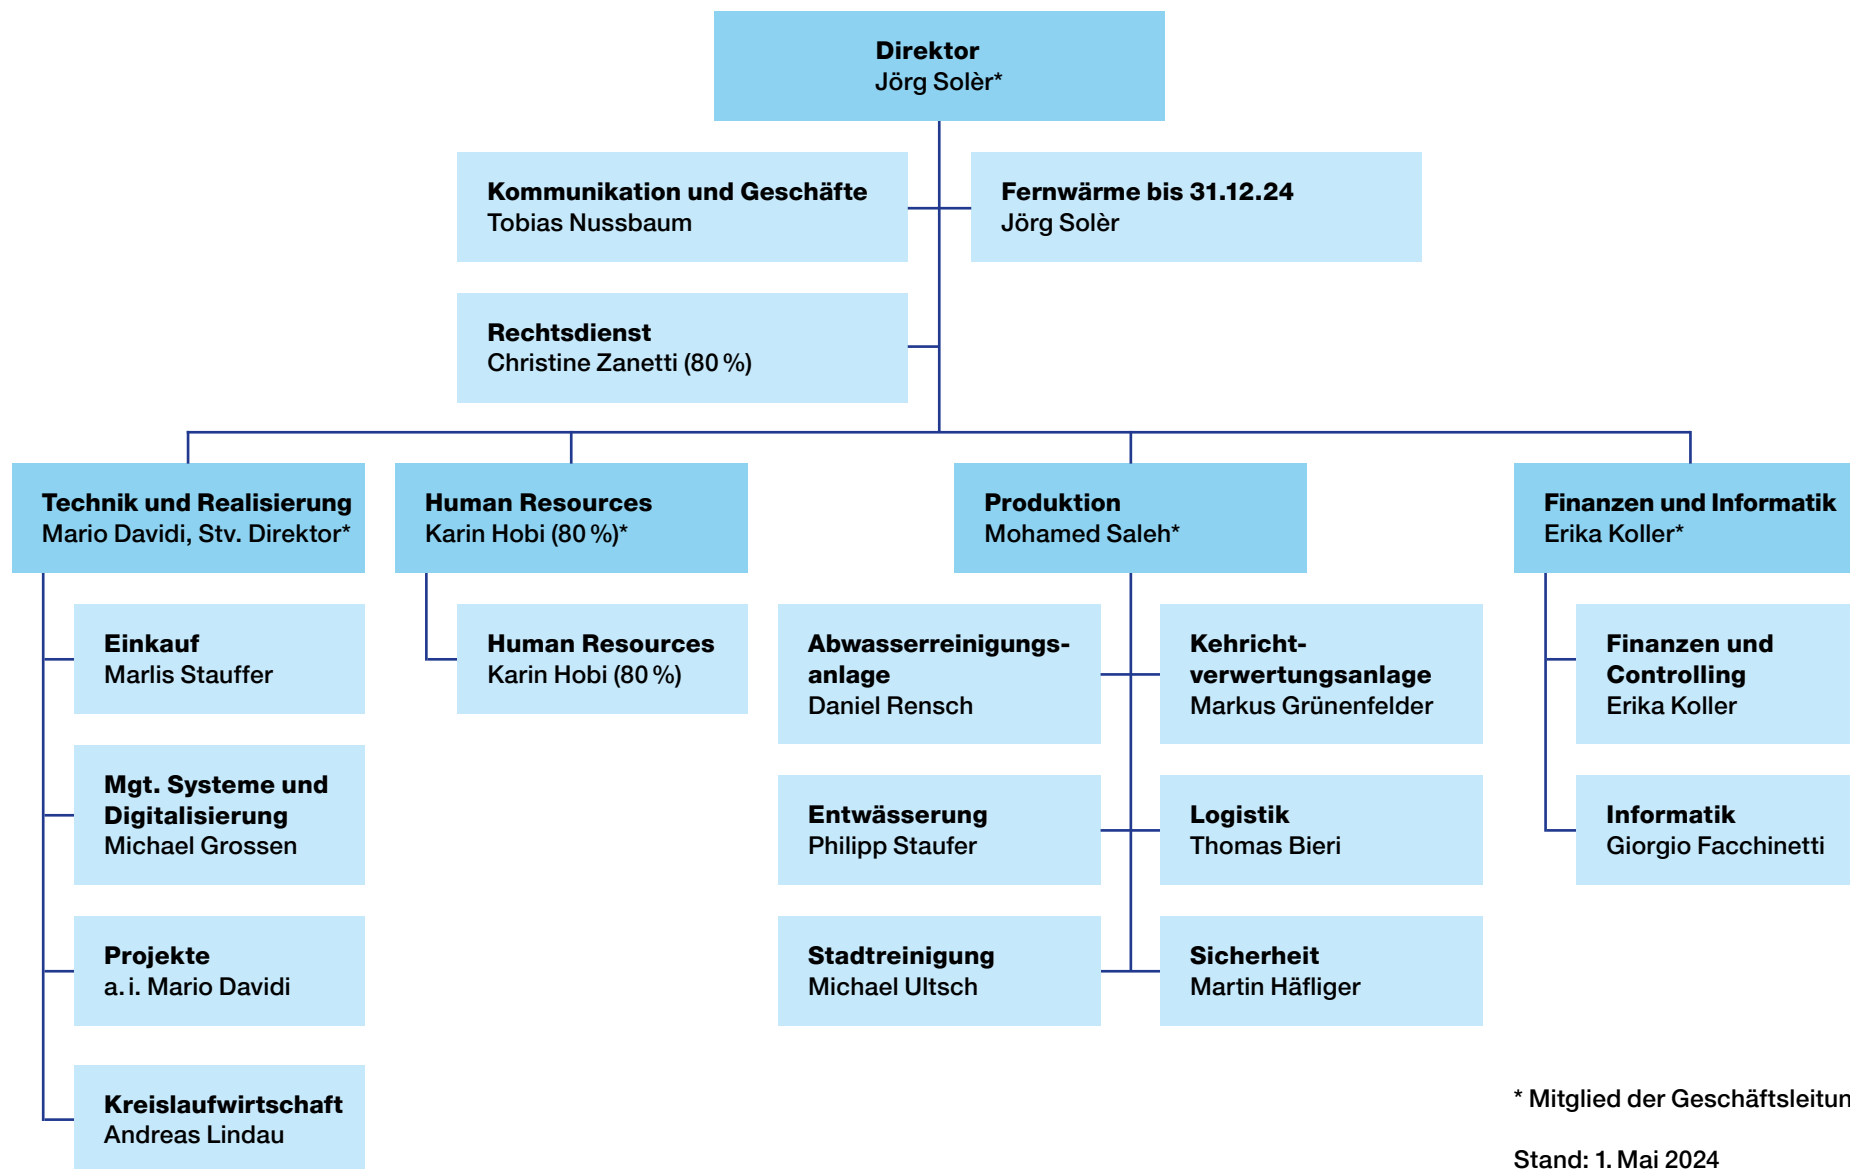 Direktor
Jörg Solèr*
Kommunikation und Geschäfte
Tobias Nussbaum
Fernwärme bis 31.12.24
Jörg Solèr
Rechtsdienst
Christine Zanetti (80 %)
Technik und Realisierung
Mario Davidi, Stv. Direktor*
Human Resources
Karin Hobi (80 %)*
Produktion
Mohamed Saleh*
Finanzen und Informatik
Erika Koller*
Einkauf
Marlis Stauffer
Mgt. Systeme und
Digitalisierung
Michael Grossen
Projekte
a. i. Mario Davidi
Kreislaufwirtschaft
Andreas Lindau
Human Resources
Karin Hobi (80 %)
Abwasserreinigungs-
anlage
Daniel Rensch
Kehricht-
verwertungsanlage
Markus Grünenfelder
Entwässerung
Philipp Staufer
Logistik
Thomas Bieri
Stadtreinigung
Michael Ultsch
Sicherheit
Martin Häfliger
Finanzen und
Controlling
Erika Koller
Informatik
Giorgio Facchinetti
* Mitglied der Geschäftsleitun
Stand: 1. Mai 2024